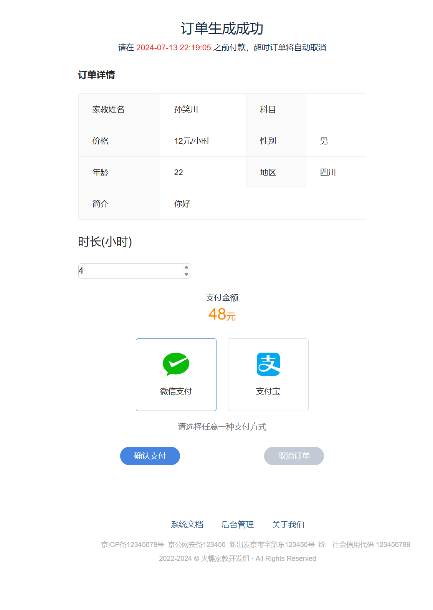 订单生成成功
请在 2024-07-13 22:19:05 之前付款，超时订单将自动取消
订单详情
家教姓名 孙笑川 科目
价格 12元/小时 性别 男
年龄 22 地区 四川
简介 你好
时长(小时)
4
支付金额
48元
微信支付 支付宝
请选择任意一种支付方式
确认支付 取消订单
系统文档 后台管理 关于我们
京ICP备12345678号 京公网安备123456 统一社会信用代码 123456789
2022-2024 © 家教开发组 · All Rights Reserved